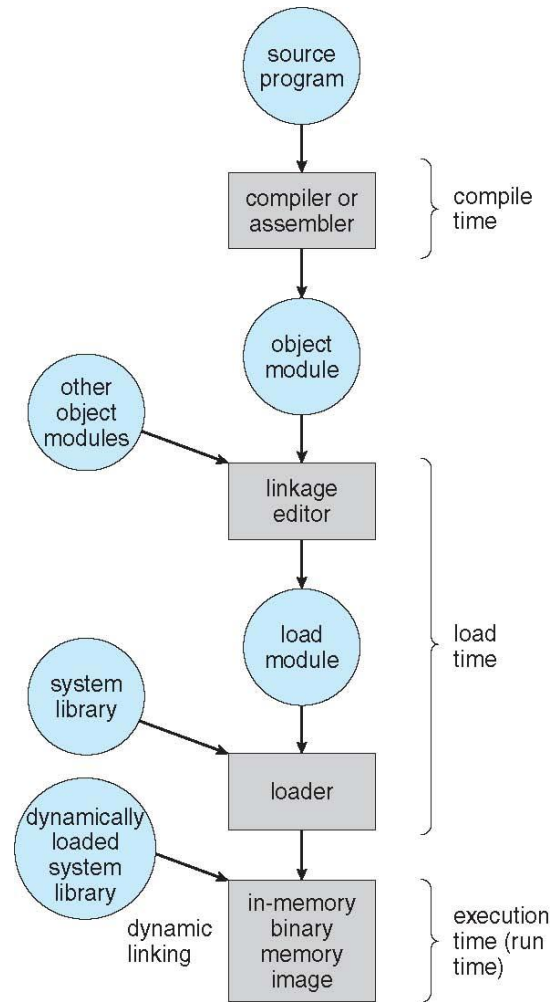 source
program
compiler or
assembler
compile
time
object
module
other
object
modules
linkage
editor
load
module
load
time
system
library
loader
dynamically
loaded
system
library
dynamic
linking
in-memory
binary
memory
image
execution
time (run
time)